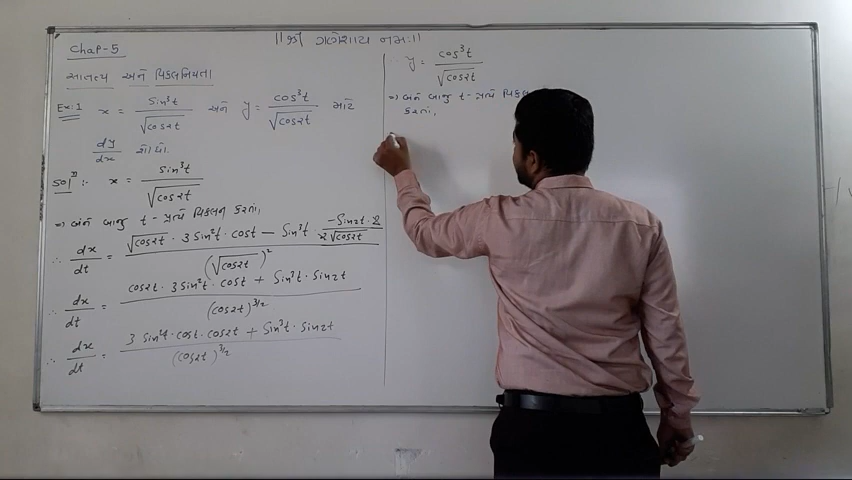 ॥ श्री ગણેશાય નમઃ ॥
Chap-5
સાતત્ય અને વિકલનિયતા
Ex:1 x = sin³t / √cos2t અને y = cos³t / √cos2t માટે
dy/dx શોધો.
Solⁿ :- x = sin³t / √cos2t
⇒ બંને બાજુ t - પ્રત્યે વિકલન કરતાં,
∴ dx/dt = √cos2t · 3 sin²t · cost − sin³t · (−sin2t · 2 / 2√cos2t) / (√cos2t)²
∴ dx/dt = cos2t · 3 sin²t · cost + sin³t · sin2t / (cos2t)^3/2
∴ dx/dt = 3 sin²t · cost · cos2t + sin³t · sin2t / (cos2t)^3/2
∴ y = cos³t / √cos2t
⇒ બંને બાજુ t - પ્રત્યે વિકલ
કરતાં,